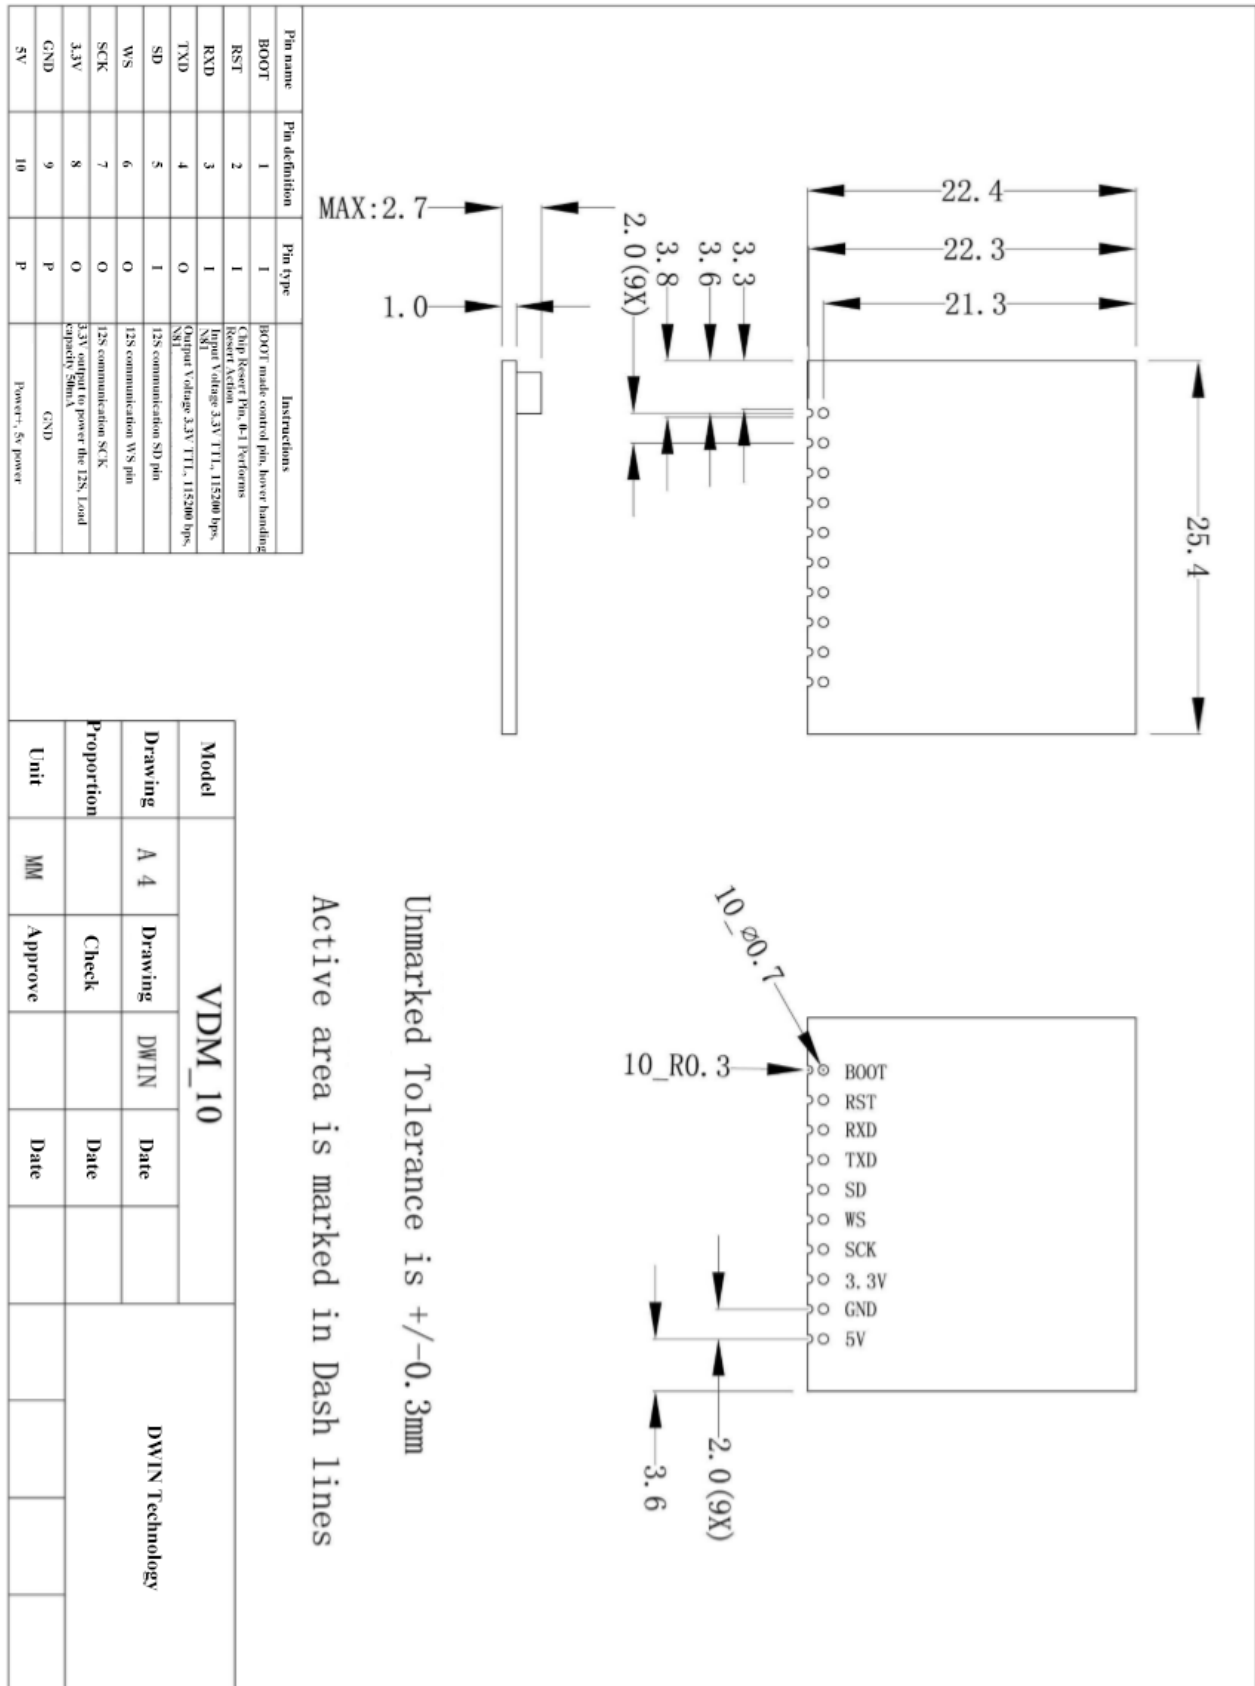 25.4
22.4
22.3
21.3
3.3
3.6
3.8
2.0(9X)
MAX:2.7
1.0
10_⌀0.7
10_R0.3
BOOT
RST
RXD
TXD
SD
WS
SCK
3.3V
GND
5V
2.0(9X)
3.6
Unmarked Tolerance is +/-0.3mm
Active area is marked in Dash lines
Pin name Pin definition Pin type Instructions
BOOT 1 I BOOT made control pin, hover handing
RST 2 I Chip Resert Pin, 0-1 Performs
Resert Action
RXD 3 I Input Voltage 3.3V TTL, 115200 bps,
N81
TXD 4 O Output Voltage 3.3V TTL, 115200 bps,
N81
SD 5 I 12S communication SD pin
WS 6 O 12S communication WS pin
SCK 7 O 12S communication SCK
3.3V 8 O 3.3V output to power the 12S, Load
capacity 50mA
GND 9 P GND
5V 10 P Power+, 5v power
Model VDM_10
Drawing A 4 Drawing DWIN Date
Proportion Check Date
Unit MM Approve Date
DWIN Technology